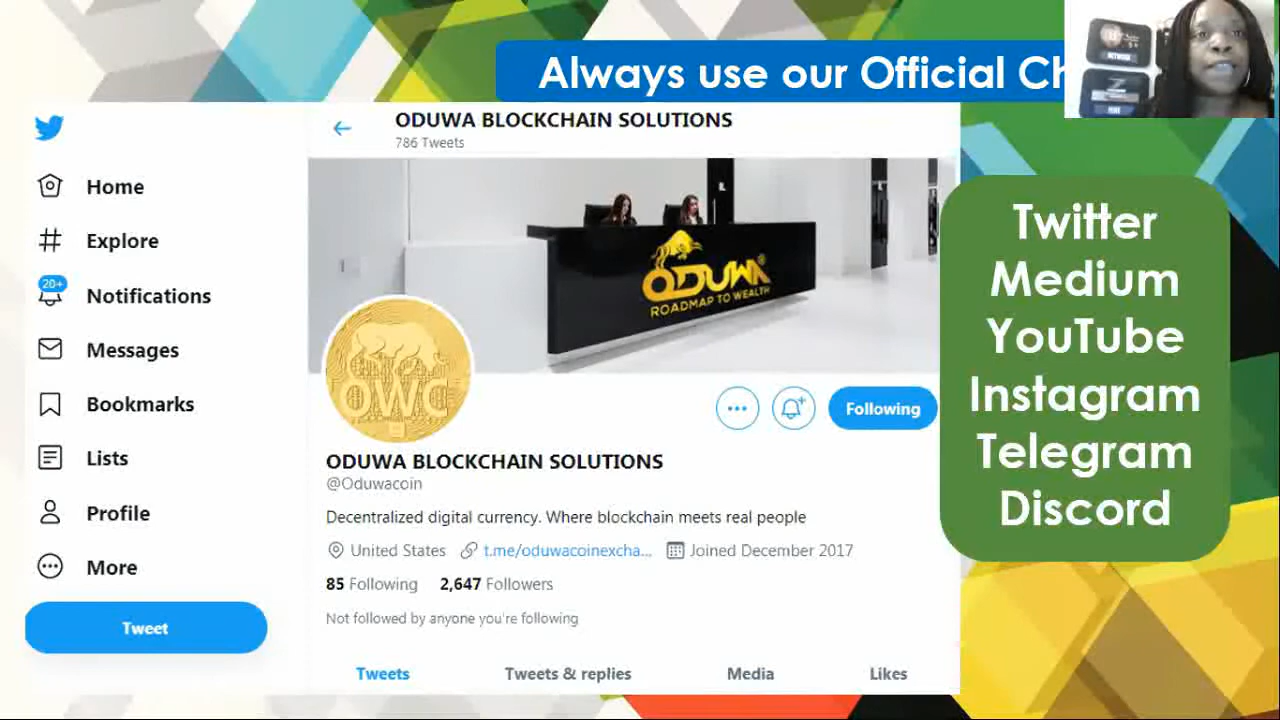 Always use our Official Ch
ODUWA BLOCKCHAIN SOLUTIONS
786 Tweets
Home
Explore
20+
Notifications
Messages
Bookmarks
Lists
Profile
More
Tweet
ODUWA®
ROADMAP TO WEALTH
OWC
Following
ODUWA BLOCKCHAIN SOLUTIONS
@Oduwacoin
Decentralized digital currency. Where blockchain meets real people
United States t.me/oduwacoinexcha... Joined December 2017
85 Following 2,647 Followers
Not followed by anyone you're following
Tweets Tweets & replies Media Likes
Twitter
Medium
YouTube
Instagram
Telegram
Discord
NETWORK